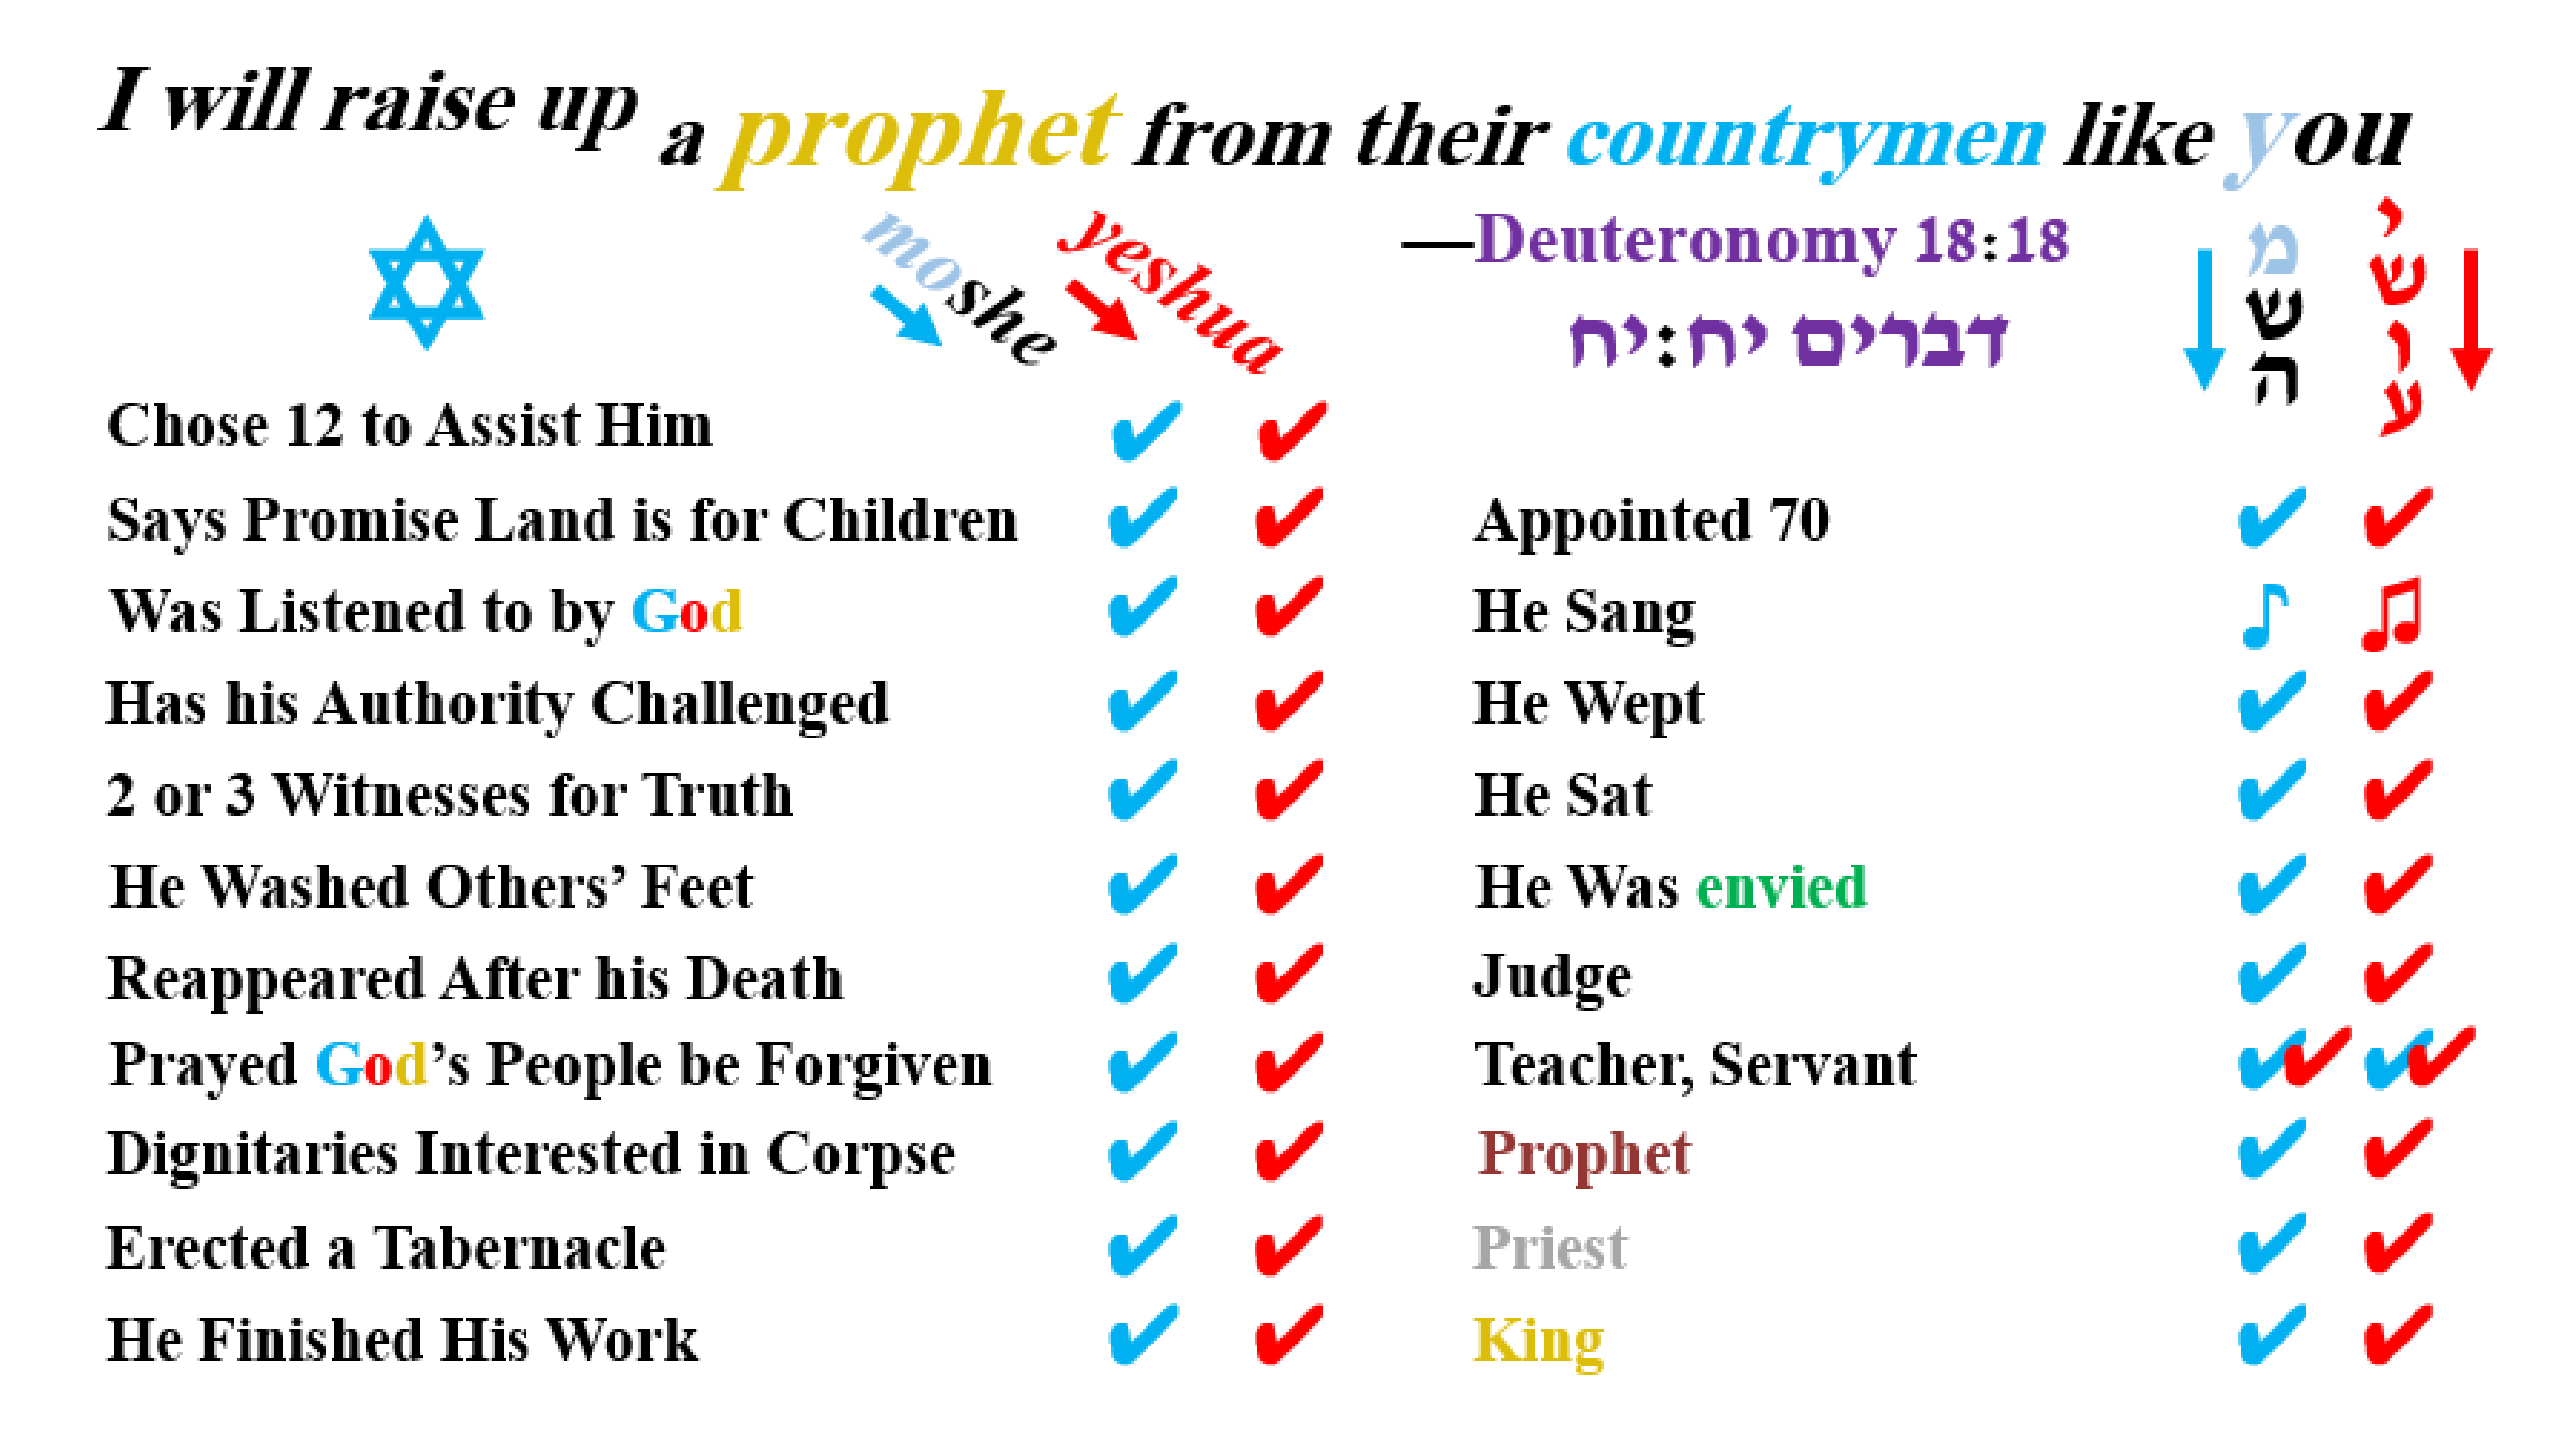 I will raise up a prophet from their countrymen like you
—Deuteronomy 18:18
דברים יח:יח
moshe
yeshua
משה
ישוע
Chose 12 to Assist Him
Says Promise Land is for Children
Was Listened to by God
Has his Authority Challenged
2 or 3 Witnesses for Truth
He Washed Others’ Feet
Reappeared After his Death
Prayed God’s People be Forgiven
Dignitaries Interested in Corpse
Erected a Tabernacle
He Finished His Work
Appointed 70
He Sang
He Wept
He Sat
He Was envied
Judge
Teacher, Servant
Prophet
Priest
King